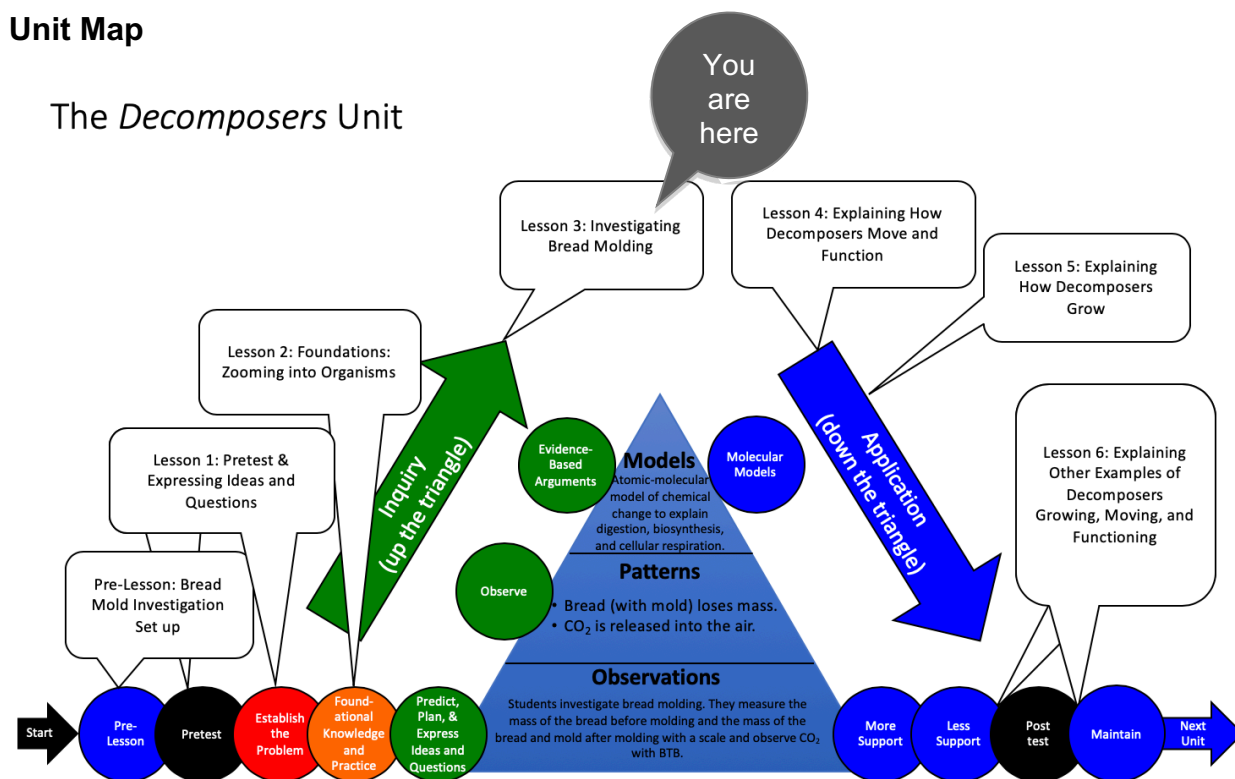 Unit Map
The Decomposers Unit
You
are
here
Lesson 3: Investigating
Bread Molding
Lesson 4: Explaining How
Decomposers Move and
Function
Lesson 5: Explaining
How Decomposers
Grow
Lesson 2: Foundations:
Zooming into Organisms
Lesson 1: Pretest &
Expressing Ideas and
Questions
Pre-Lesson: Bread
Mold Investigation
Set up
Inquiry
(up the triangle)
Evidence-
Based
Arguments
Observe
Models
Atomic-molecular
model of chemical
change to explain
digestion, biosynthesis,
and cellular respiration.
Patterns
• Bread (with mold) loses mass.
• CO₂ is released into the air.
Observations
Students investigate bread molding. They measure the
mass of the bread before molding and the mass of the
bread and mold after molding with a scale and observe CO₂
with BTB.
Molecular
Models
Application
(down the triangle)
Lesson 6: Explaining
Other Examples of
Decomposers
Growing, Moving, and
Functioning
Start
Pre-
Lesson
Pretest
Establish
the
Problem
Found-
ational
Knowledge
and
Practice
Predict,
Plan, &
Express
Ideas and
Questions
More
Support
Less
Support
Post
test
Maintain
Next
Unit